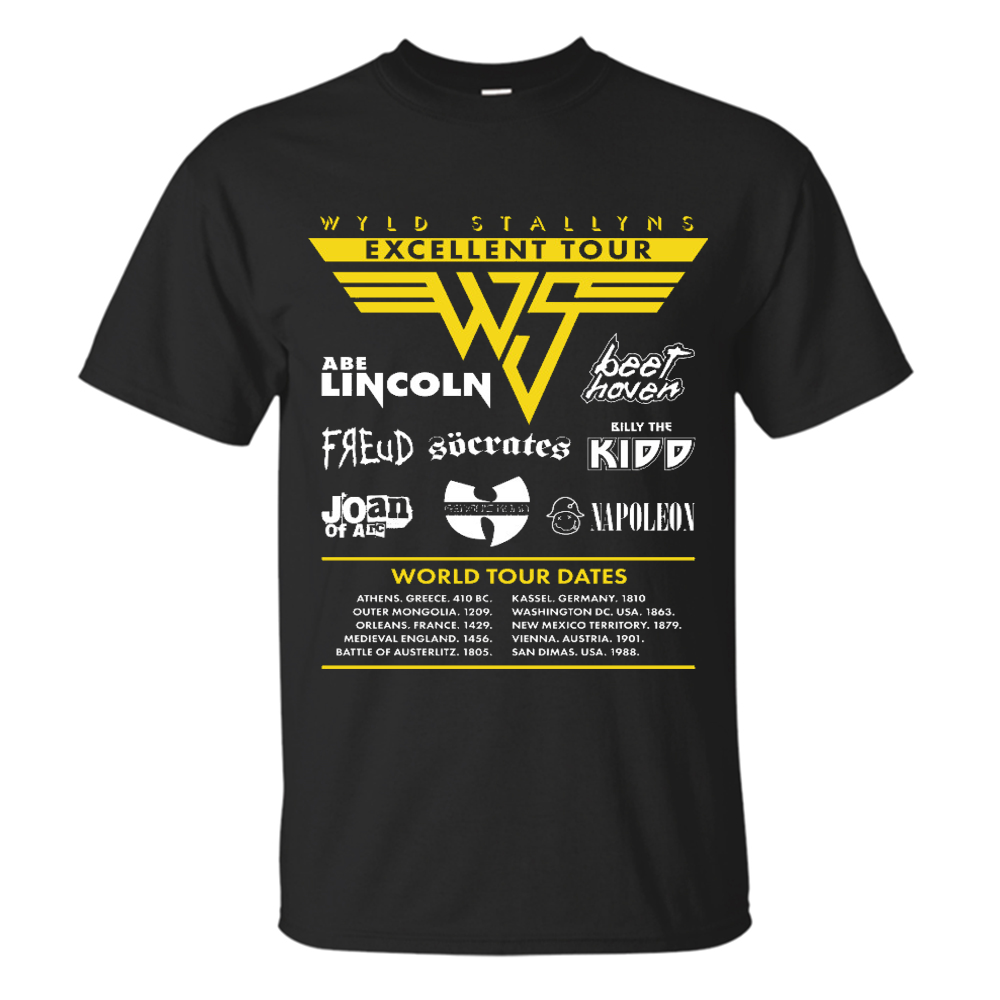 WYLD STALLYNS
EXCELLENT TOUR
WS
ABE
LINCOLN
beet
hoven
FREUD
söcrates
BILLY THE
KIDD
Joan
OF Arc
NAPOLEON
WORLD TOUR DATES
ATHENS. GREECE. 410 BC.
OUTER MONGOLIA. 1209.
ORLEANS. FRANCE. 1429.
MEDIEVAL ENGLAND. 1456.
BATTLE OF AUSTERLITZ. 1805.
KASSEL. GERMANY. 1810
WASHINGTON DC. USA. 1863.
NEW MEXICO TERRITORY. 1879.
VIENNA. AUSTRIA. 1901.
SAN DIMAS. USA. 1988.